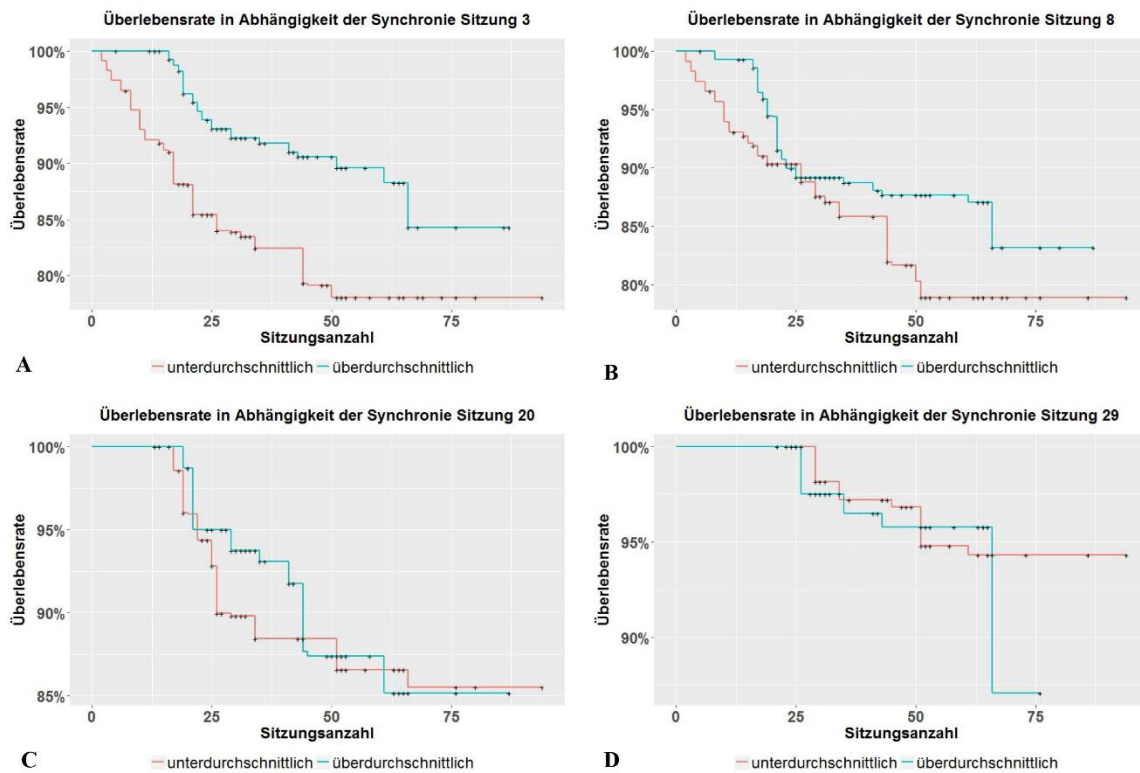 Überlebensrate in Abhängigkeit der Synchronie Sitzung 3
100%
95%
90%
85%
80%
Überlebensrate
0 25 50 75
Sitzungsanzahl
unterdurchschnittlich überdurchschnittlich
A
Überlebensrate in Abhängigkeit der Synchronie Sitzung 8
100%
95%
90%
85%
80%
Überlebensrate
0 25 50 75
Sitzungsanzahl
unterdurchschnittlich überdurchschnittlich
B
Überlebensrate in Abhängigkeit der Synchronie Sitzung 20
100%
95%
90%
85%
Überlebensrate
0 25 50 75
Sitzungsanzahl
unterdurchschnittlich überdurchschnittlich
C
Überlebensrate in Abhängigkeit der Synchronie Sitzung 29
100%
95%
90%
Überlebensrate
0 25 50 75
Sitzungsanzahl
unterdurchschnittlich überdurchschnittlich
D